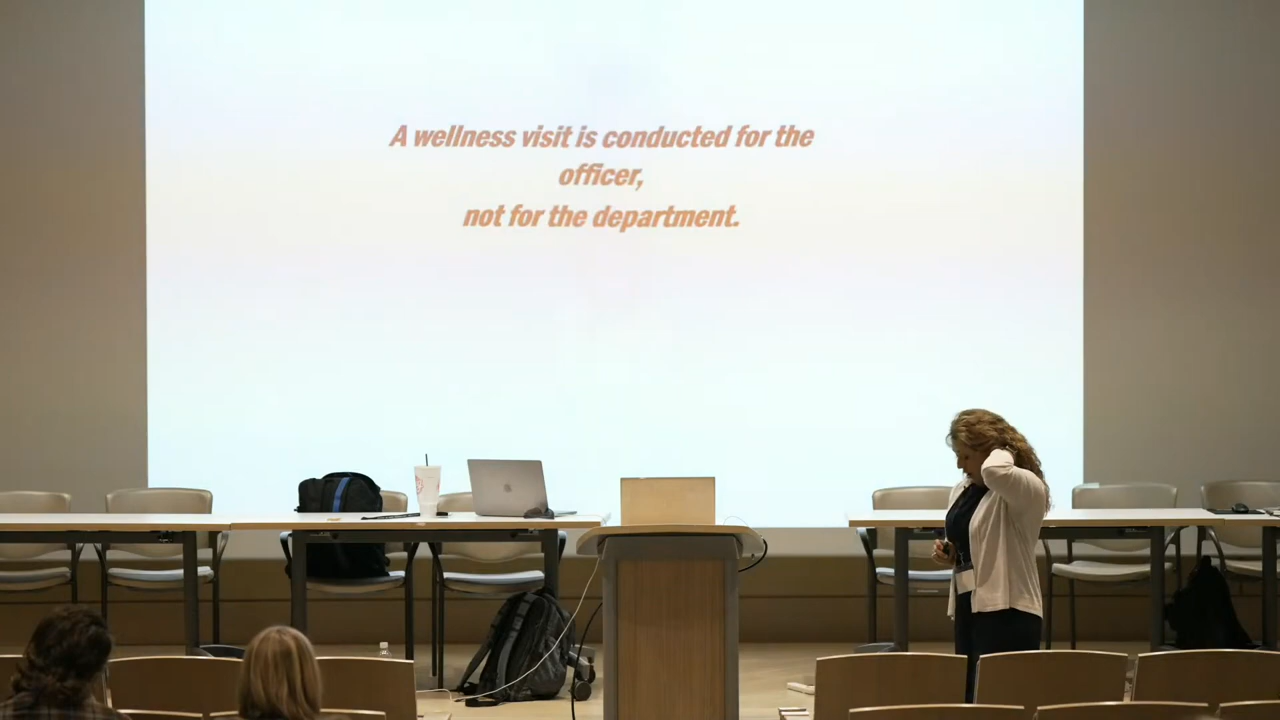 A wellness visit is conducted for the
officer,
not for the department.